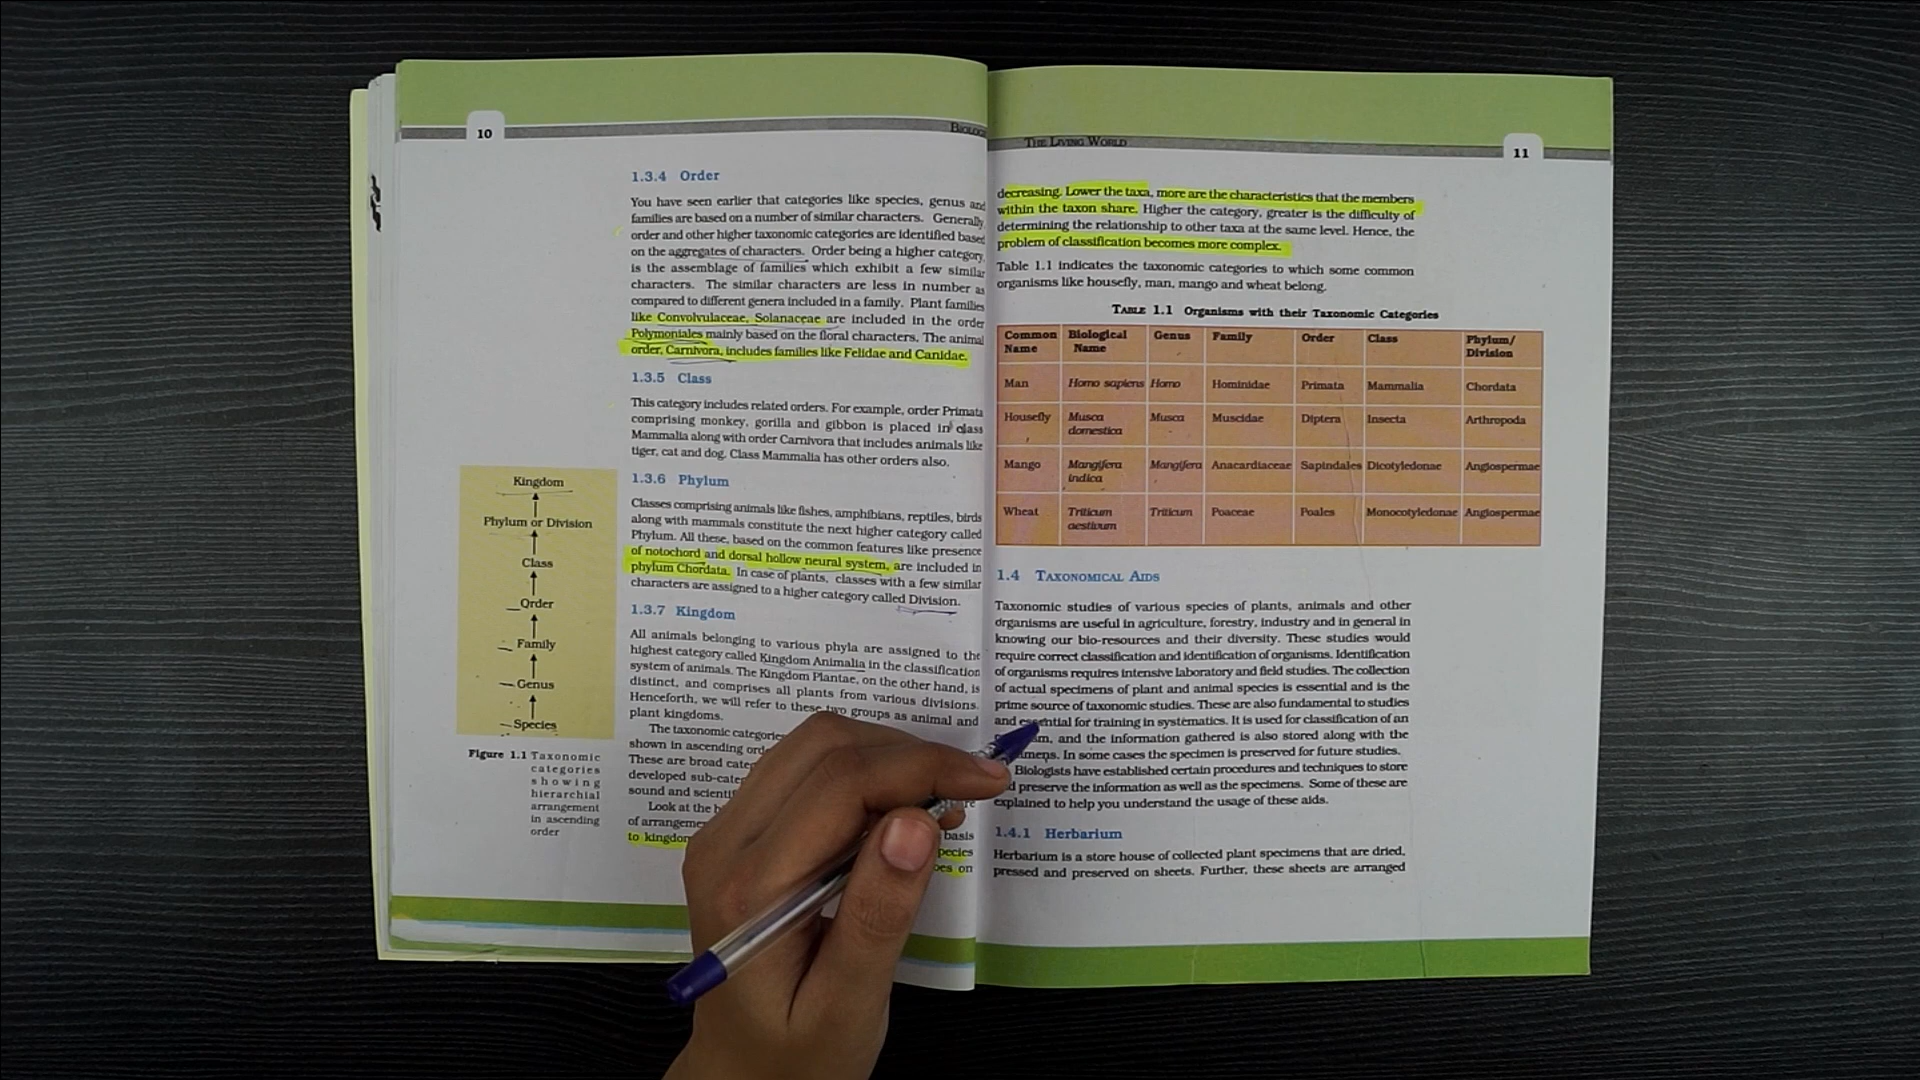 10
BIOLOGY
1.3.4 Order
You have seen earlier that categories like species, genus and
families are based on a number of similar characters. Generally,
order and other higher taxonomic categories are identified based
on the aggregates of characters. Order being a higher category,
is the assemblage of families which exhibit a few similar
characters. The similar characters are less in number as
compared to different genera included in a family. Plant families
like Convolvulaceae, Solanaceae are included in the order
Polymoniales mainly based on the floral characters. The animal
order, Carnivora, includes families like Felidae and Canidae.
1.3.5 Class
This category includes related orders. For example, order Primata
comprising monkey, gorilla and gibbon is placed in class
Mammalia along with order Carnivora that includes animals like
tiger, cat and dog. Class Mammalia has other orders also.
1.3.6 Phylum
Classes comprising animals like fishes, amphibians, reptiles, birds
along with mammals constitute the next higher category called
Phylum. All these, based on the common features like presence
of notochord and dorsal hollow neural system, are included in
phylum Chordata. In case of plants, classes with a few similar
characters are assigned to a higher category called Division.
1.3.7 Kingdom
All animals belonging to various phyla are assigned to the
highest category called Kingdom Animalia in the classification
system of animals. The Kingdom Plantae, on the other hand, is
distinct, and comprises all plants from various divisions.
Henceforth, we will refer to these two groups as animal and
plant kingdoms.
The taxonomic categories
shown in ascending
These are broad
developed
sound and
Look at the
of arrangement basis
to kingdom
on
Kingdom
Phylum or Division
Class
Order
Family
Genus
Species
Figure 1.1 Taxonomic
categories
showing
hierarchial
arrangement
in ascending
order
THE LIVING WORLD
11
decreasing. Lower the taxa, more are the characteristics that the members
within the taxon share. Higher the category, greater is the difficulty of
determining the relationship to other taxa at the same level. Hence, the
problem of classification becomes more complex.
Table 1.1 indicates the taxonomic categories to which some common
organisms like housefly, man, mango and wheat belong.
TABLE 1.1 Organisms with their Taxonomic Categories
Common Name Biological Name Genus Family Order Class Phylum/ Division
Man Homo sapiens Homo Hominidae Primata Mammalia Chordata
Housefly Musca domestica Musca Muscidae Diptera Insecta Arthropoda
Mango Mangifera indica Mangifera Anacardiaceae Sapindales Dicotyledonae Angiospermae
Wheat Triticum aestivum Triticum Poaceae Poales Monocotyledonae Angiospermae
1.4 TAXONOMICAL AIDS
Taxonomic studies of various species of plants, animals and other
organisms are useful in agriculture, forestry, industry and in general in
knowing our bio-resources and their diversity. These studies would
require correct classification and identification of organisms. Identification
of organisms requires intensive laboratory and field studies. The collection
of actual specimens of plant and animal species is essential and is the
prime source of taxonomic studies. These are also fundamental to studies
and essential for training in systematics. It is used for classification of an
and the information gathered is also stored along with the
In some cases the specimen is preserved for future studies.
Biologists have established certain procedures and techniques to store
preserve the information as well as the specimens. Some of these are
explained to help you understand the usage of these aids.
1.4.1 Herbarium
Herbarium is a store house of collected plant specimens that are dried,
pressed and preserved on sheets. Further, these sheets are arranged